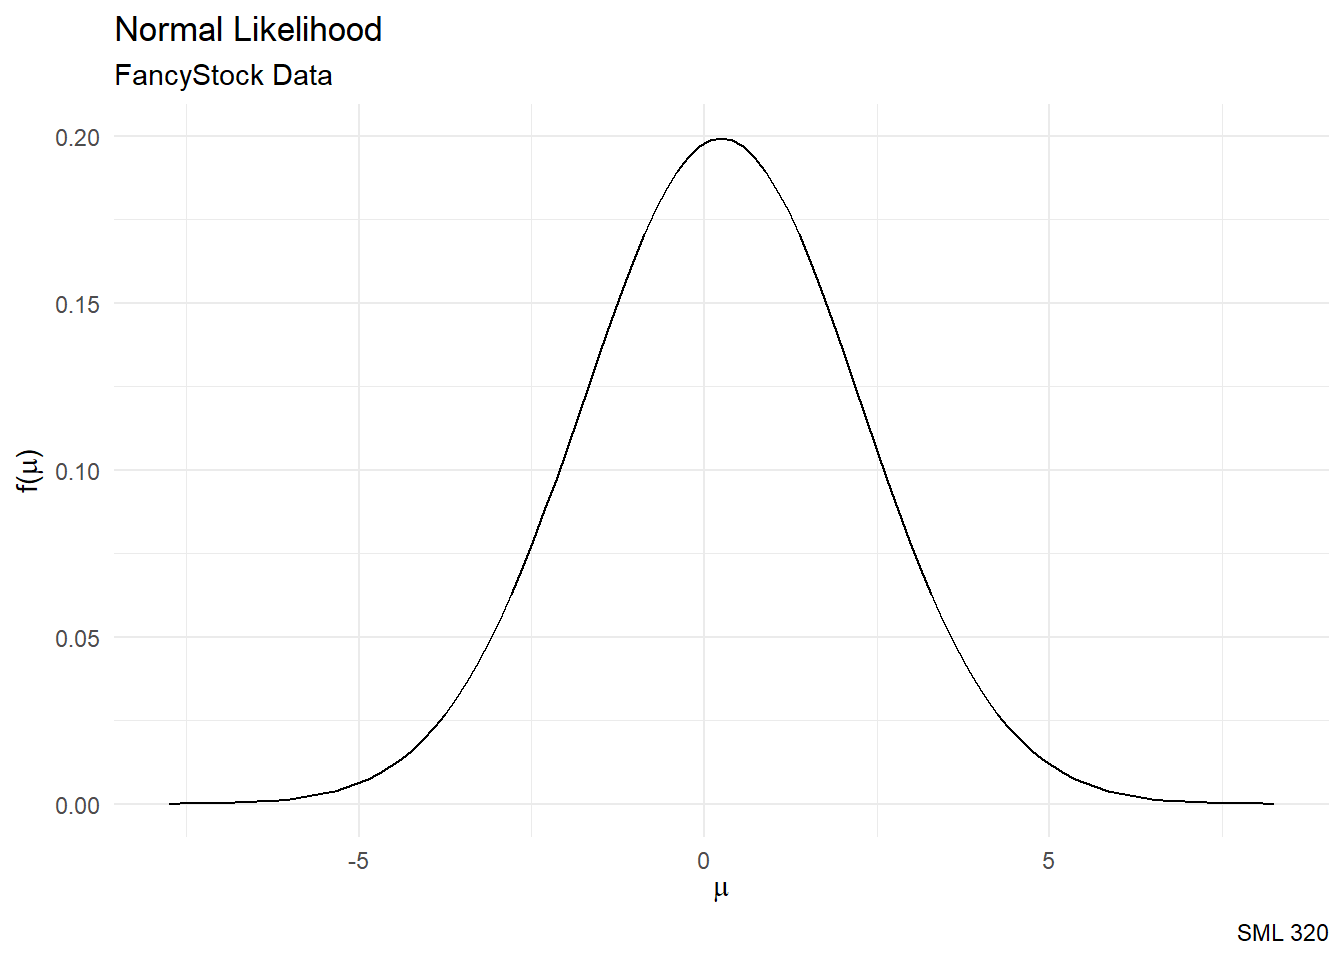 Normal Likelihood
FancyStock Data
0.20
0.15
0.10
0.05
0.00
f(μ)
-5 0 5
μ
SML 320